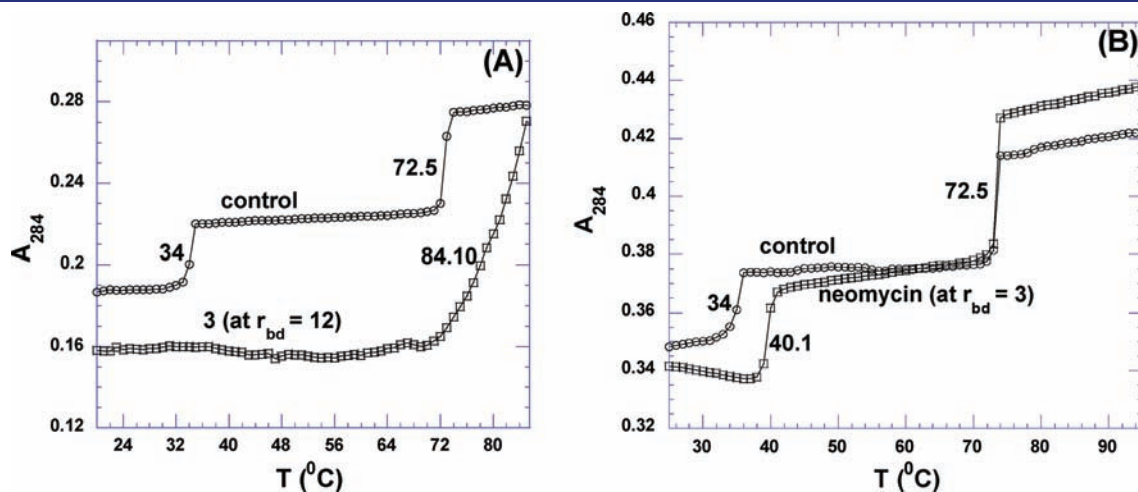 (A)
0.28
0.24
0.2
0.16
0.12
A284
72.5
control
34
84.10
3 (at rbd = 12)
24 32 40 48 56 64 72 80
T (⁰C)
(B)
0.46
0.44
0.42
0.4
0.38
0.36
0.34
0.32
A284
72.5
control
34
neomycin (at rbd = 3)
40.1
30 40 50 60 70 80 90
T (⁰C)